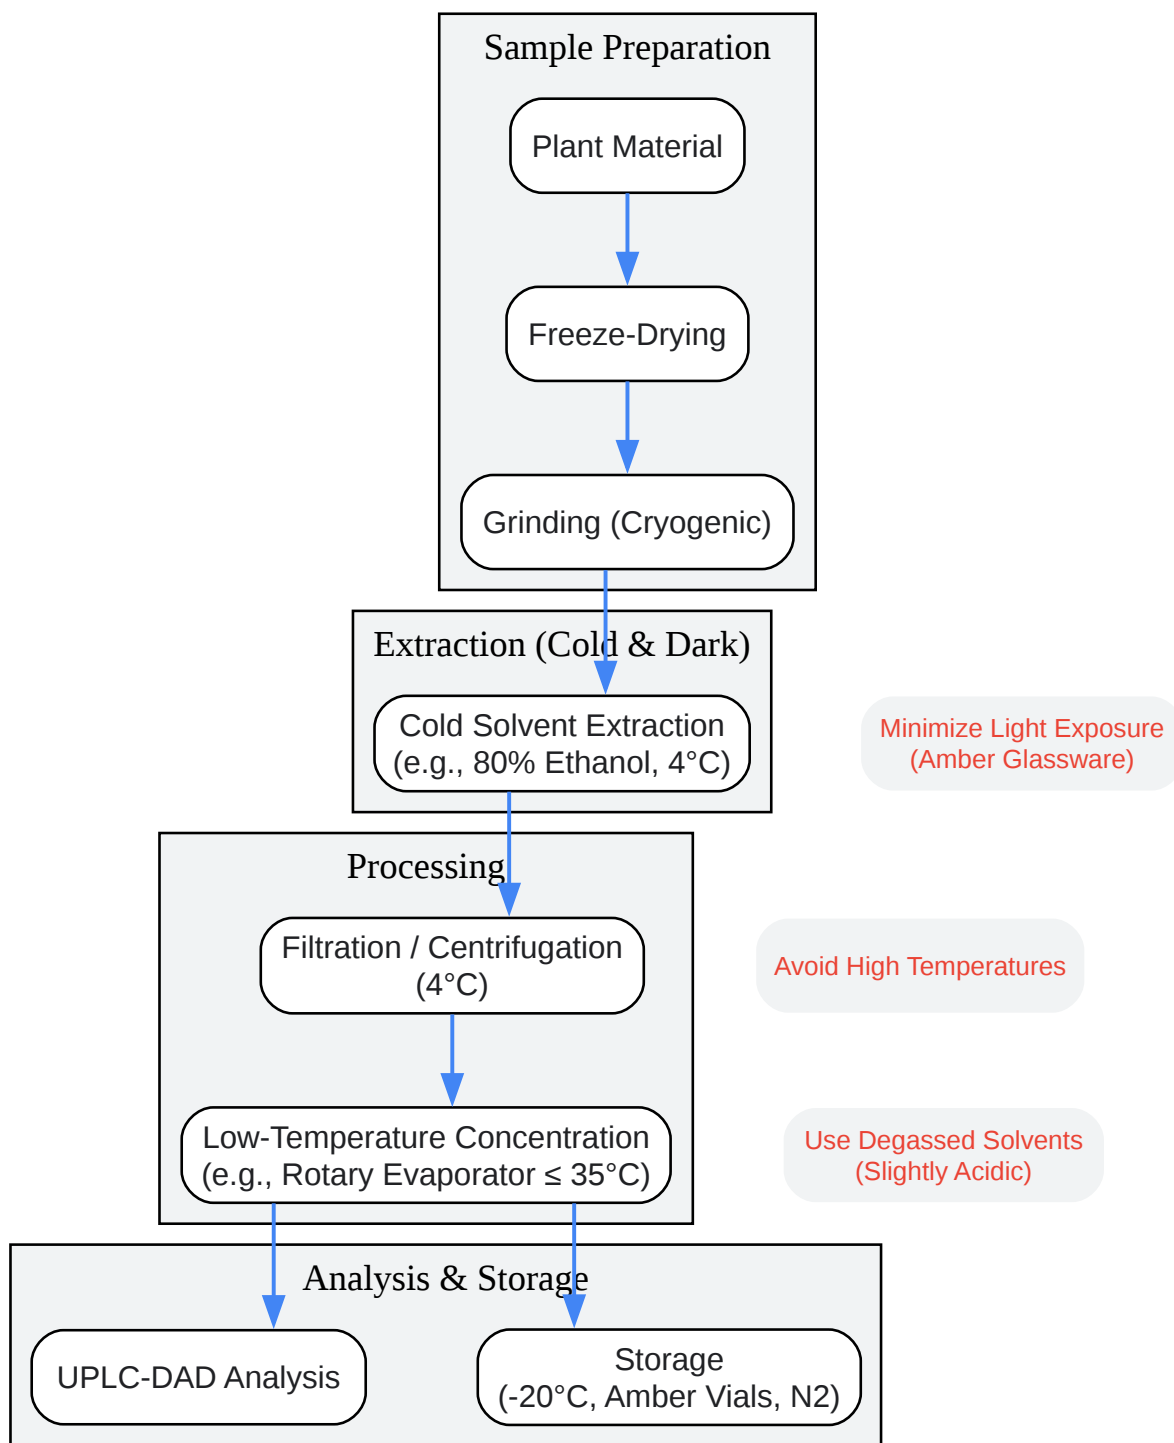 Sample Preparation
Plant Material
Freeze-Drying
Grinding (Cryogenic)
Extraction (Cold & Dark)
Cold Solvent Extraction
(e.g., 80% Ethanol, 4°C)
Minimize Light Exposure
(Amber Glassware)
Processing
Filtration / Centrifugation
(4°C)
Avoid High Temperatures
Low-Temperature Concentration
(e.g., Rotary Evaporator ≤ 35°C)
Use Degassed Solvents
(Slightly Acidic)
Analysis & Storage
UPLC-DAD Analysis
Storage
(-20°C, Amber Vials, N2)